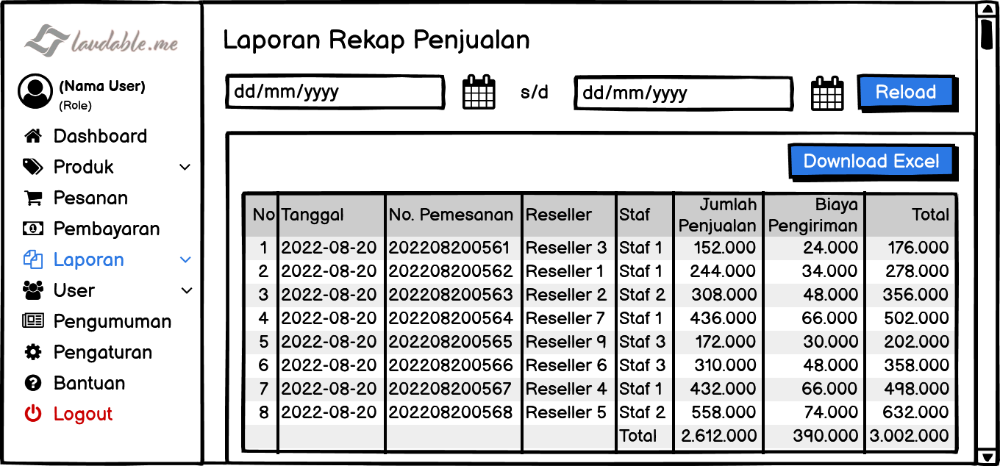 laudable.me
(Nama User)
(Role)
Dashboard
Produk
Pesanan
Pembayaran
Laporan
User
Pengumuman
Pengaturan
Bantuan
Logout
Laporan Rekap Penjualan
dd/mm/yyyy s/d dd/mm/yyyy Reload
Download Excel
No Tanggal No. Pemesanan Reseller Staf Jumlah Penjualan Biaya Pengiriman Total
1 2022-08-20 202208200561 Reseller 3 Staf 1 152.000 24.000 176.000
2 2022-08-20 202208200562 Reseller 1 Staf 1 244.000 34.000 278.000
3 2022-08-20 202208200563 Reseller 2 Staf 2 308.000 48.000 356.000
4 2022-08-20 202208200564 Reseller 7 Staf 1 436.000 66.000 502.000
5 2022-08-20 202208200565 Reseller 9 Staf 3 172.000 30.000 202.000
6 2022-08-20 202208200566 Reseller 6 Staf 3 310.000 48.000 358.000
7 2022-08-20 202208200567 Reseller 4 Staf 1 432.000 66.000 498.000
8 2022-08-20 202208200568 Reseller 5 Staf 2 558.000 74.000 632.000
Total 2.612.000 390.000 3.002.000